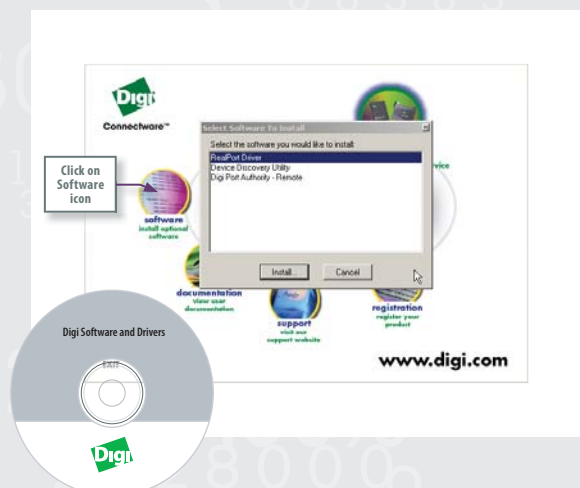 Digi
Connectware™
Select Software To Install
Select the software you would like to install:
RealPort Driver
Device Discovery Utility
Digi Port Authority - Remote
Install...
Cancel
Click on
Software
icon
software
install optional
software
documentation
view user
documentation
support
visit our
support website
registration
register your
product
www.digi.com
Digi Software and Drivers
EXIT
Digi
8000